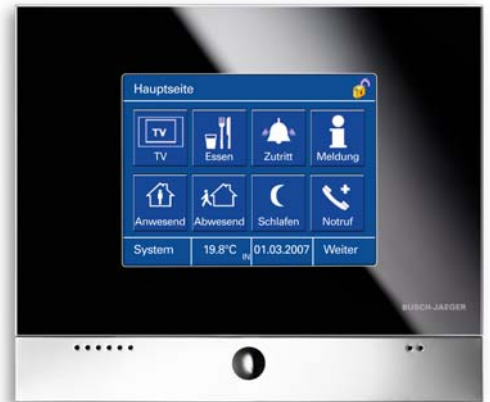 Hauptseite
TV
TV Essen Zutritt Meldung
Anwesend Abwesend Schlafen Notruf
System 19.8°C IN 01.03.2007 Weiter
BUSCH-JAEGER